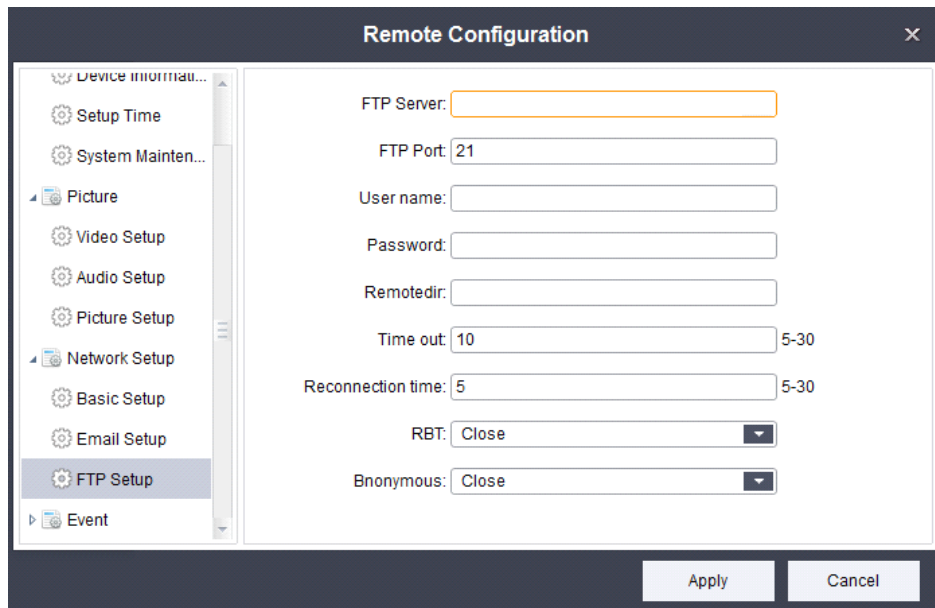 Remote Configuration
Device Informati...
Setup Time
System Mainten...
Picture
Video Setup
Audio Setup
Picture Setup
Network Setup
Basic Setup
Email Setup
FTP Setup
Event
FTP Server:
FTP Port: 21
User name:
Password:
Remotedir:
Time out: 10 5-30
Reconnection time: 5 5-30
RBT: Close
Bnonymous: Close
Apply Cancel